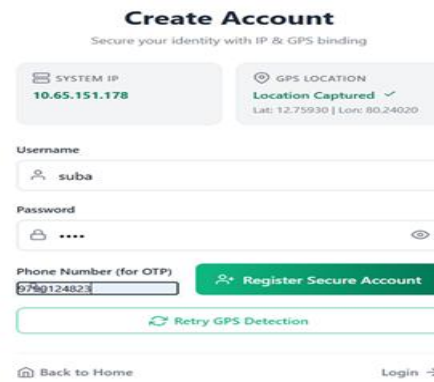 Create Account
Secure your identity with IP & GPS binding
SYSTEM IP
10.65.151.178
GPS LOCATION
Location Captured ✓
Lat: 12.75930 | Lon: 80.24020
Username
suba
Password
••••
Phone Number (for OTP)
Register Secure Account
Retry GPS Detection
Back to Home
Login →